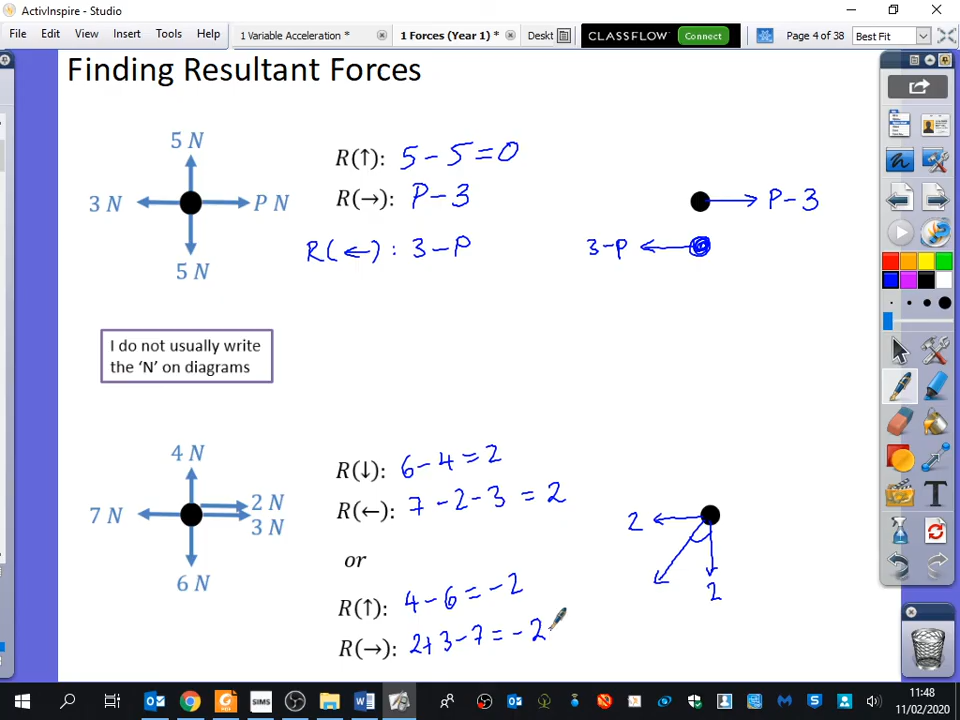 ActivInspire - Studio
File Edit View Insert Tools Help 1 Variable Acceleration * 1 Forces (Year 1) * Deskt CLASSFLOW Connect Page 4 of 38 Best Fit
Finding Resultant Forces
5 N
3 N
P N
5 N
R(↑): 5 - 5 = 0
R(→): P - 3
R(←): 3 - P
P - 3
3 - P
I do not usually write
the ‘N’ on diagrams
4 N
7 N
2 N
3 N
6 N
R(↓): 6 - 4 = 2
R(←): 7 - 2 - 3 = 2
or
R(↑): 4 - 6 = -2
R(→): 2 + 3 - 7 = -2
2
2
T
SIMS
11:48
11/02/2020